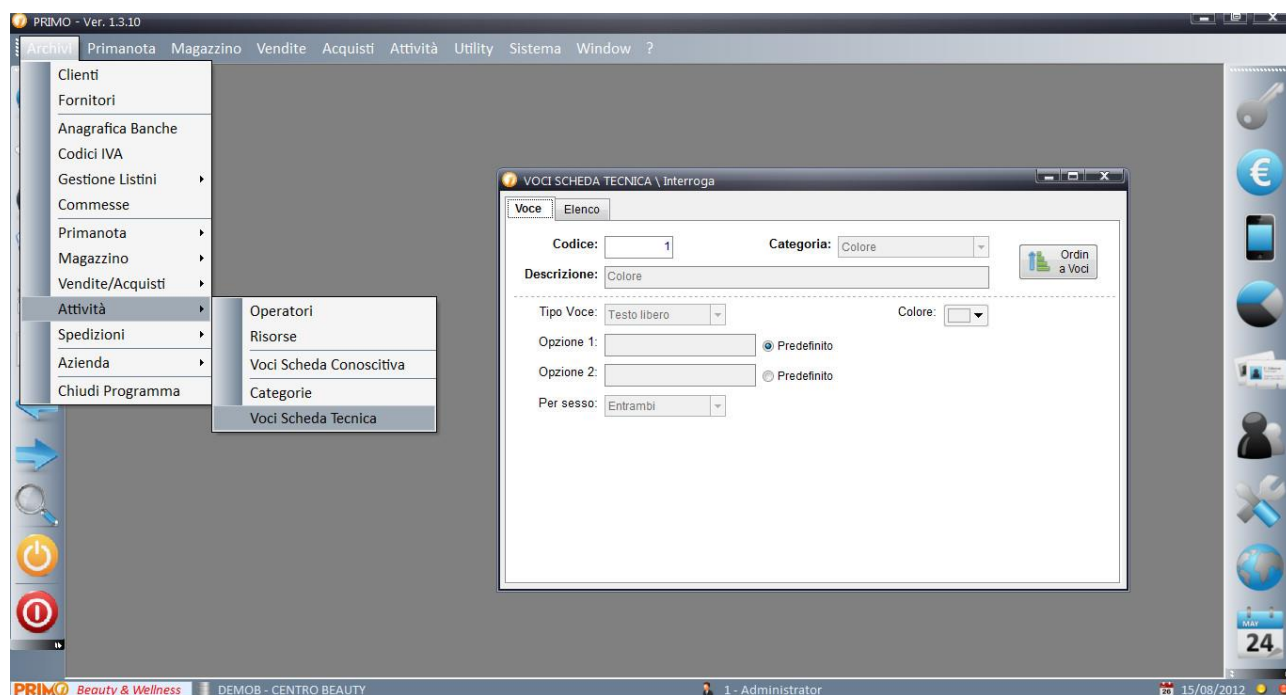 PRIMO - Ver. 1.3.10
Archivi Primanota Magazzino Vendite Acquisti Attività Utility Sistema Window ?
Clienti
Fornitori
Anagrafica Banche
Codici IVA
Gestione Listini
Commesse
Primanota
Magazzino
Vendite/Acquisti
Attività
Spedizioni
Azienda
Chiudi Programma
Operatori
Risorse
Voci Scheda Conoscitiva
Categorie
Voci Scheda Tecnica
VOCI SCHEDA TECNICA \ Interroga
Voce Elenco
Codice: 1 Categoria: Colore
Ordin
a Voci
Descrizione: Colore
Tipo Voce: Testo libero Colore:
Opzione 1: Predefinito
Opzione 2: Predefinito
Per sesso: Entrambi
MAY
24
PRIMO Beauty & Wellness DEMOB - CENTRO BEAUTY 1 - Administrator 15/08/2012